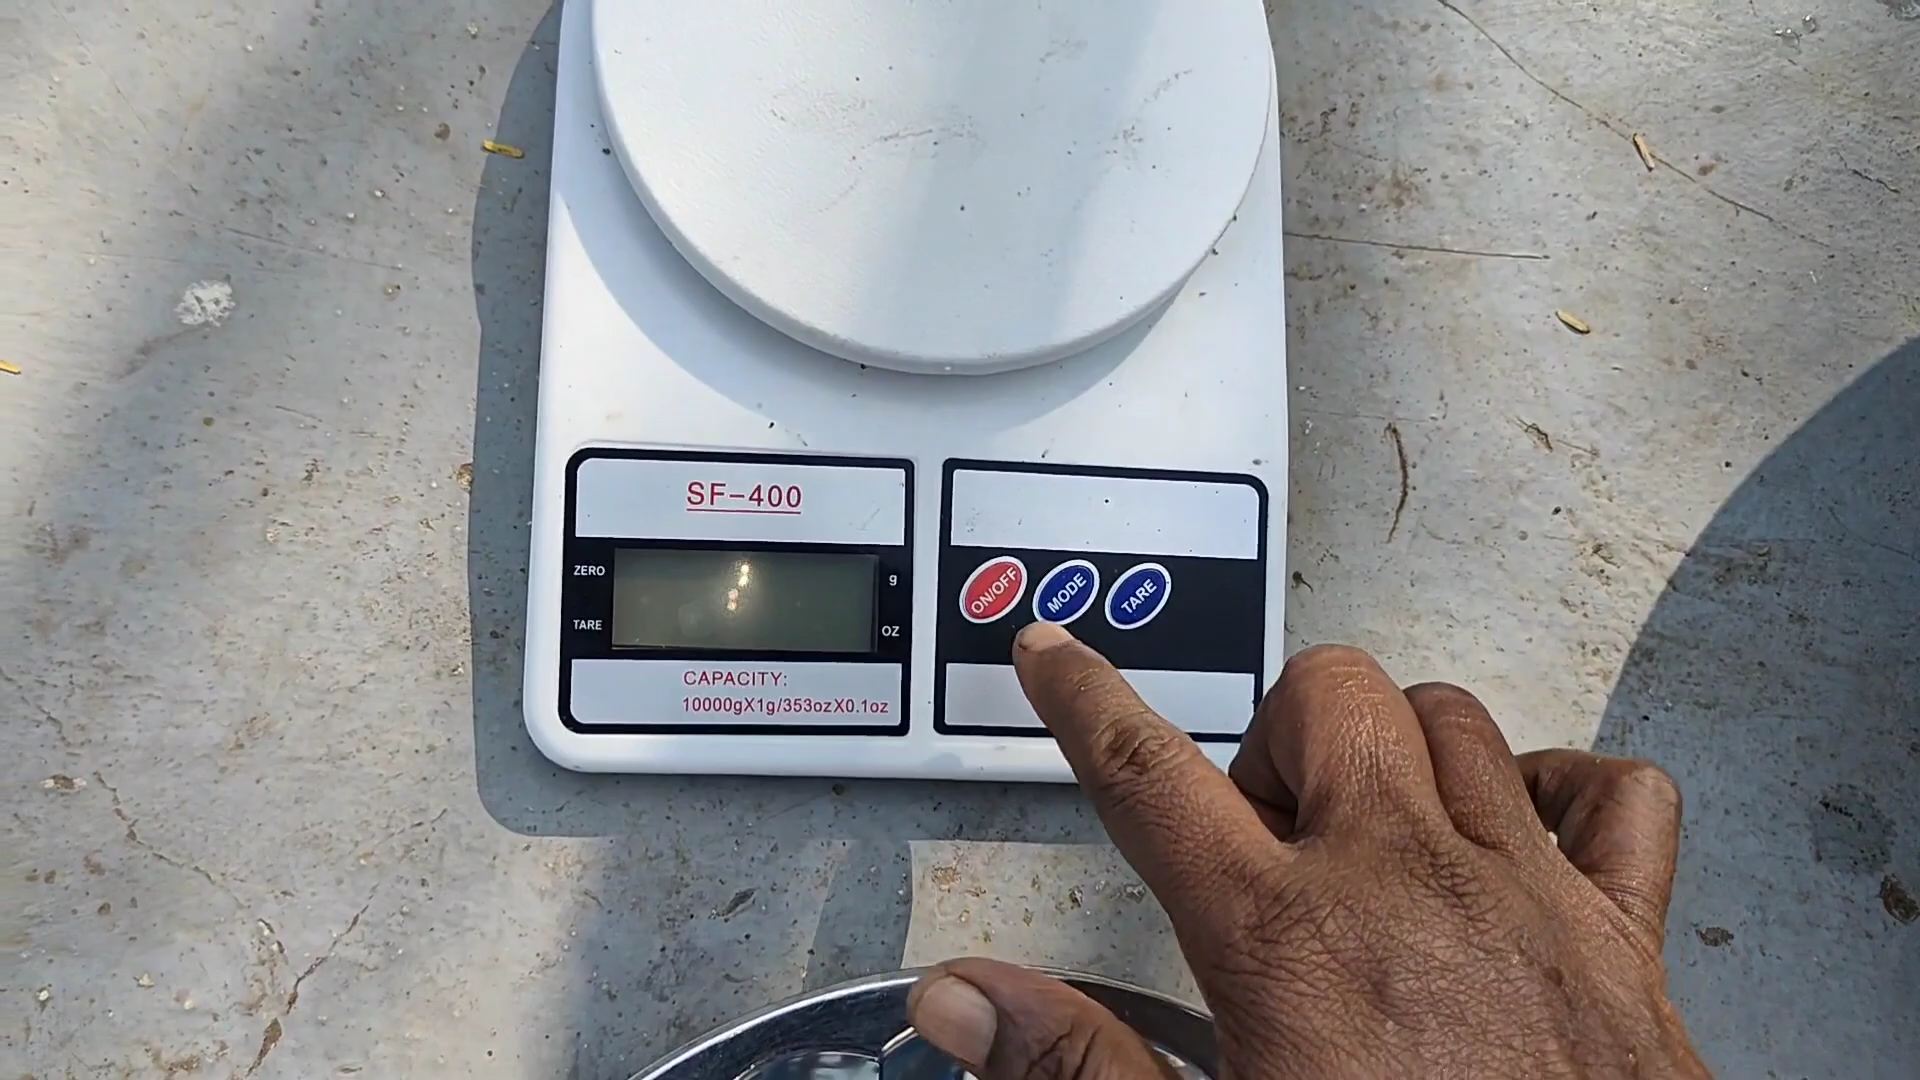 SF-400
ZERO
g
TARE
OZ
CAPACITY:
10000gX1g/353ozX0.1oz
ON/OFF
MODE
TARE